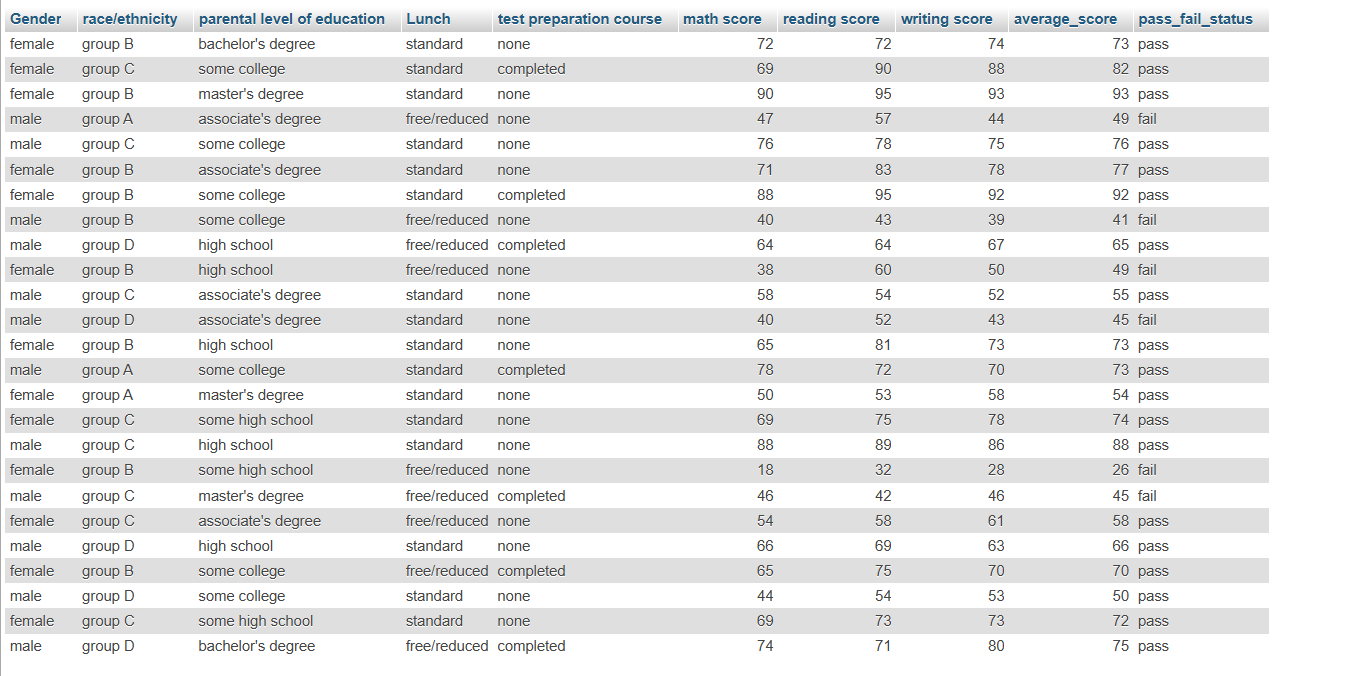 Gender race/ethnicity parental level of education Lunch test preparation course math score reading score writing score average_score pass_fail_status
female group B bachelor's degree standard none 72 72 74 73 pass
female group C some college standard completed 69 90 88 82 pass
female group B master's degree standard none 90 95 93 93 pass
male group A associate's degree free/reduced none 47 57 44 49 fail
male group C some college standard none 76 78 75 76 pass
female group B associate's degree standard none 71 83 78 77 pass
female group B some college standard completed 88 95 92 92 pass
male group B some college free/reduced none 40 43 39 41 fail
male group D high school free/reduced completed 64 64 67 65 pass
female group B high school free/reduced none 38 60 50 49 fail
male group C associate's degree standard none 58 54 52 55 pass
male group D associate's degree standard none 40 52 43 45 fail
female group B high school standard none 65 81 73 73 pass
male group A some college standard completed 78 72 70 73 pass
female group A master's degree standard none 50 53 58 54 pass
female group C some high school standard none 69 75 78 74 pass
male group C high school standard none 88 89 86 88 pass
female group B some high school free/reduced none 18 32 28 26 fail
male group C master's degree free/reduced completed 46 42 46 45 fail
female group C associate's degree free/reduced none 54 58 61 58 pass
male group D high school standard none 66 69 63 66 pass
female group B some college free/reduced completed 65 75 70 70 pass
male group D some college standard none 44 54 53 50 pass
female group C some high school standard none 69 73 73 72 pass
male group D bachelor's degree free/reduced completed 74 71 80 75 pass